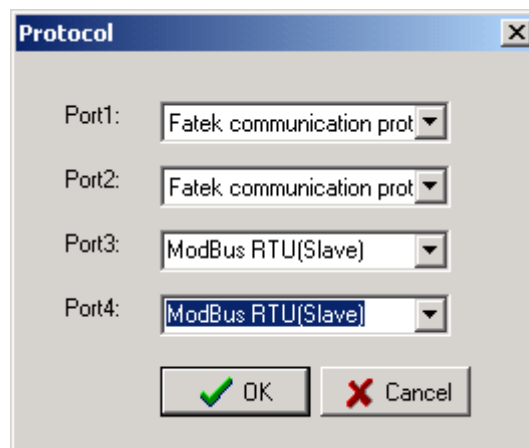 Protocol
Port1: Fatek communication prot
Port2: Fatek communication prot
Port3: ModBus RTU(Slave)
Port4: ModBus RTU(Slave)
OK Cancel